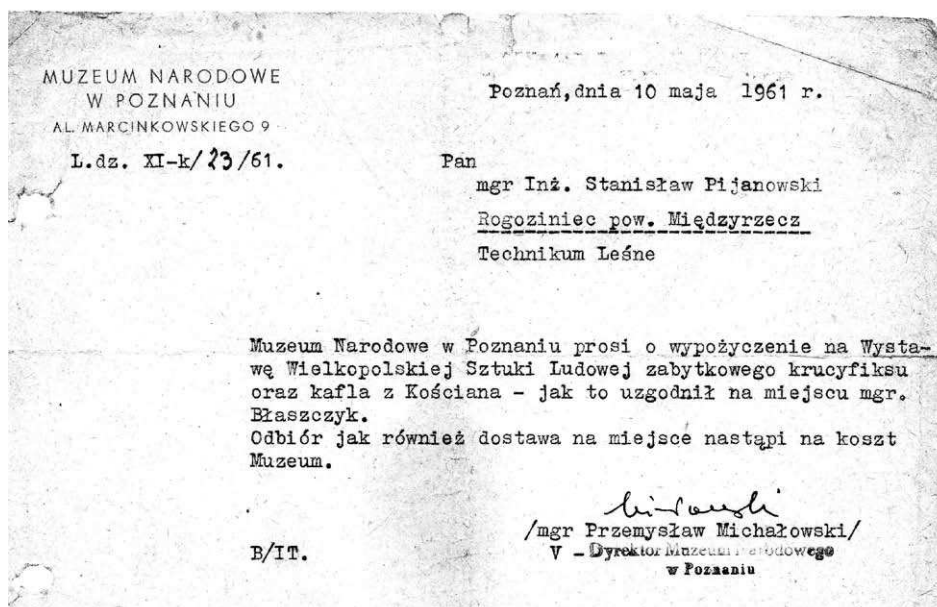 MUZEUM NARODOWE
W POZNANIU
AL. MARCINKOWSKIEGO 9
L.dz. XI-k/23/61.
Poznań,dnia 10 maja 1961 r.
Pan
mgr Inż. Stanisław Pijanowski
Rogoziniec pow. Międzyrzecz
Technikum Leśne
Muzeum Narodowe w Poznaniu prosi o wypożyczenie na Wysta-
wę Wielkopolskiej Sztuki Ludowej zabytkowego krucyfiksu
oraz kafla z Kościana - jak to uzgodnił na miejscu mgr.
Błaszczyk.
Odbiór jak również dostawa na miejsce nastąpi na koszt
Muzeum.
/mgr Przemysław Michałowski/
V - Dyrektor Muzeum Narodowego
w Poznaniu
B/IT.